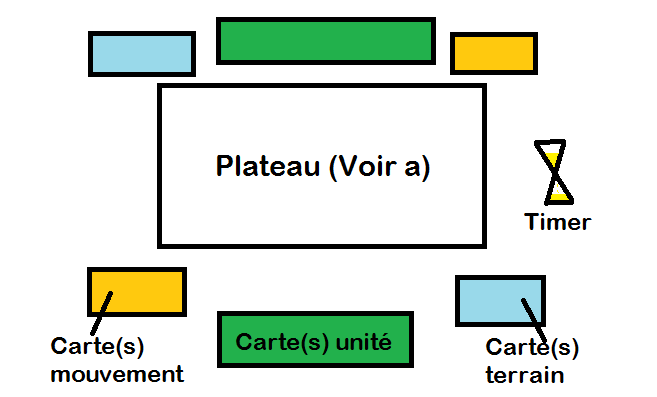 Plateau (Voir a)
Timer
Carte(s)
mouvement
Carte(s) unité
Carte(s)
terrain